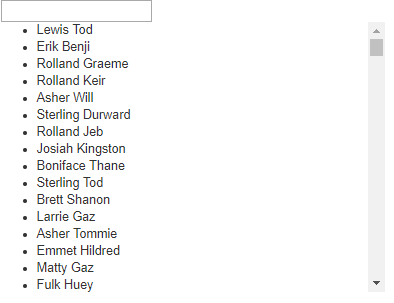 Lewis Tod
Erik Benji
Rolland Graeme
Rolland Keir
Asher Will
Sterling Durward
Rolland Jeb
Josiah Kingston
Boniface Thane
Sterling Tod
Brett Shanon
Larrie Gaz
Asher Tommie
Emmet Hildred
Matty Gaz
Fulk Huey